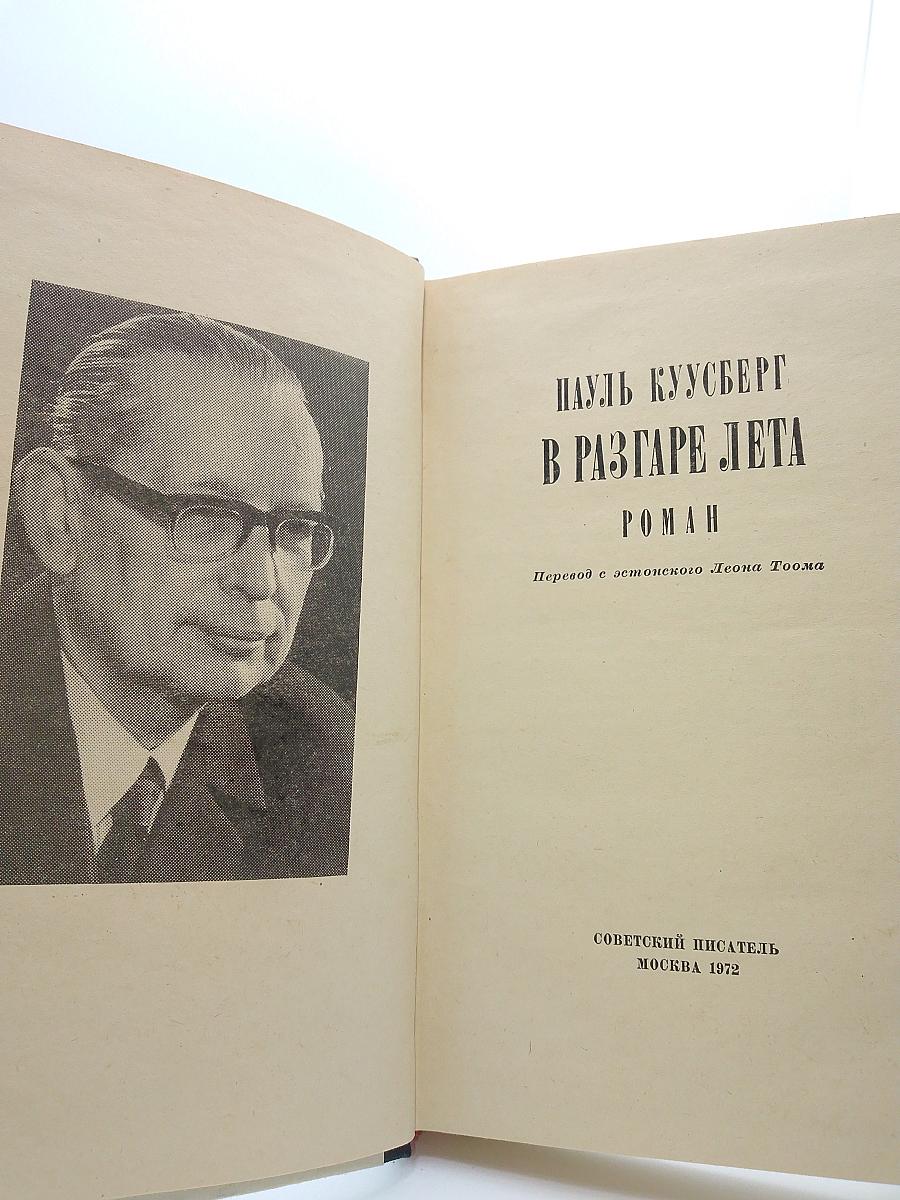 ПАУЛЬ КУУСБЕРГ
В РАЗГАРЕ ЛЕТА
РОМАН
Перевод с эстонского Леона Тоома
СОВЕТСКИЙ ПИСАТЕЛЬ
МОСКВА 1972